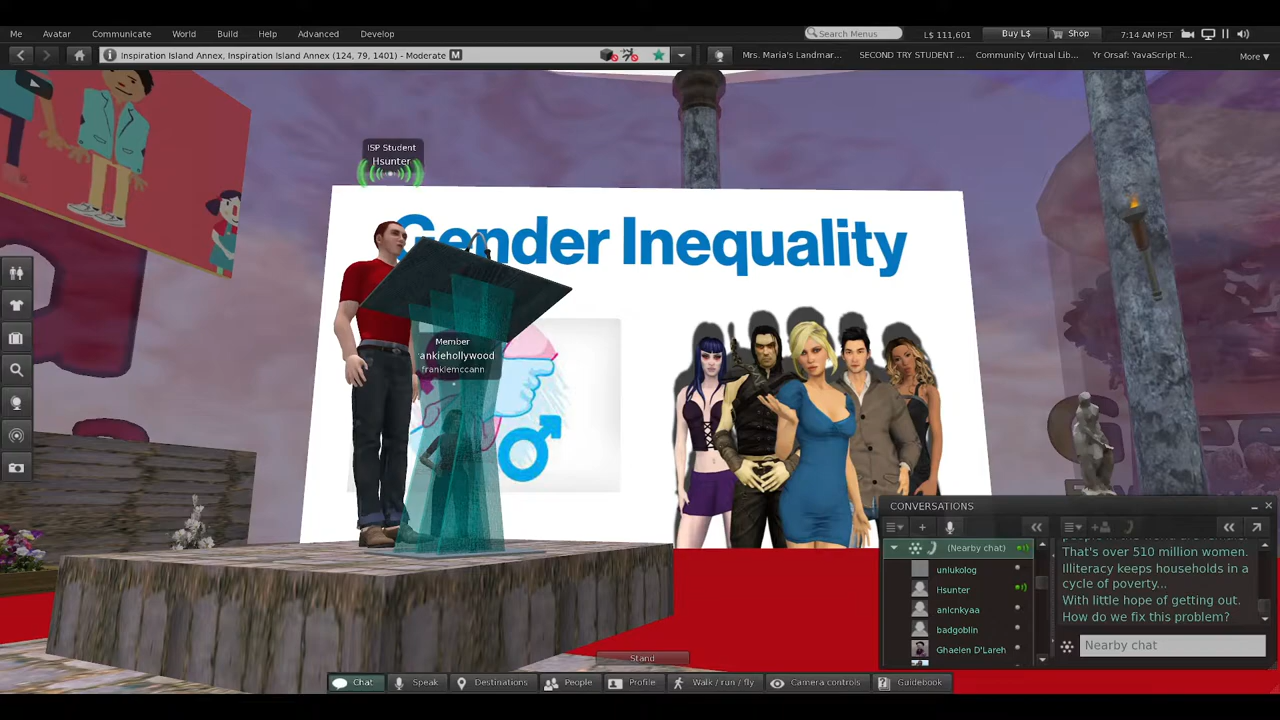 Me Avatar Communicate World Build Help Advanced Develop
Search Menus
L$ 111,601
Buy L$
Shop
7:14 AM PST
Inspiration Island Annex, Inspiration Island Annex (124, 79, 1401) - Moderate M
Mrs. Maria's Landmar...
SECOND TRY STUDENT ...
Community Virtual Lib...
Yr Orsaf: YavaScript R...
More
ISP Student
Hsunter
Gender Inequality
Member
ankiehollywood
frankiemccann
Gee
CONVERSATIONS
(Nearby chat)
unlukolog
Hsunter
anicnkyaa
badgoblin
Ghaelen D'Lareh
That's over 510 million women.
Illiteracy keeps households in a
cycle of poverty...
With little hope of getting out.
How do we fix this problem?
Nearby chat
Stand
Chat
Speak
Destinations
People
Profile
Walk / run / fly
Camera controls
Guidebook